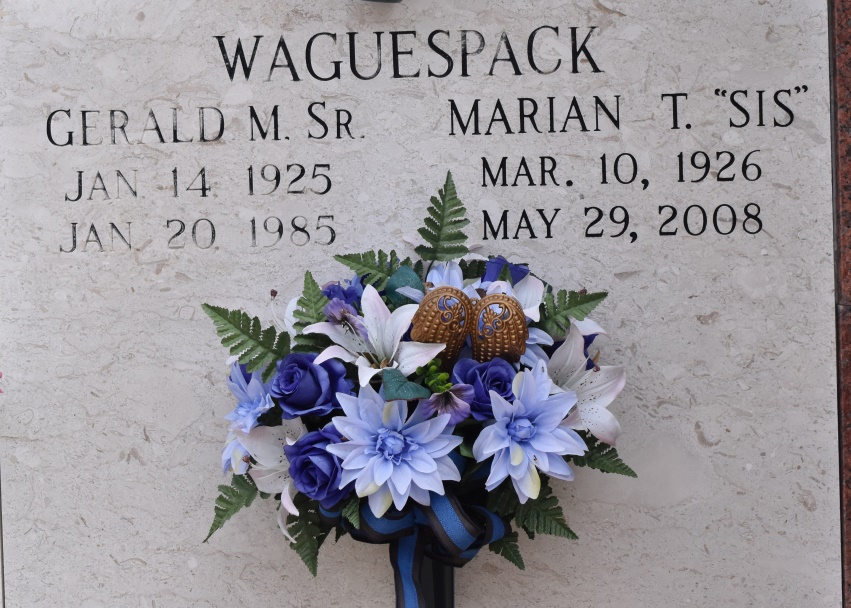 WAGUESPACK
GERALD M. SR.
JAN 14 1925
JAN 20 1985
MARIAN T. "SIS"
MAR. 10, 1926
MAY 29, 2008